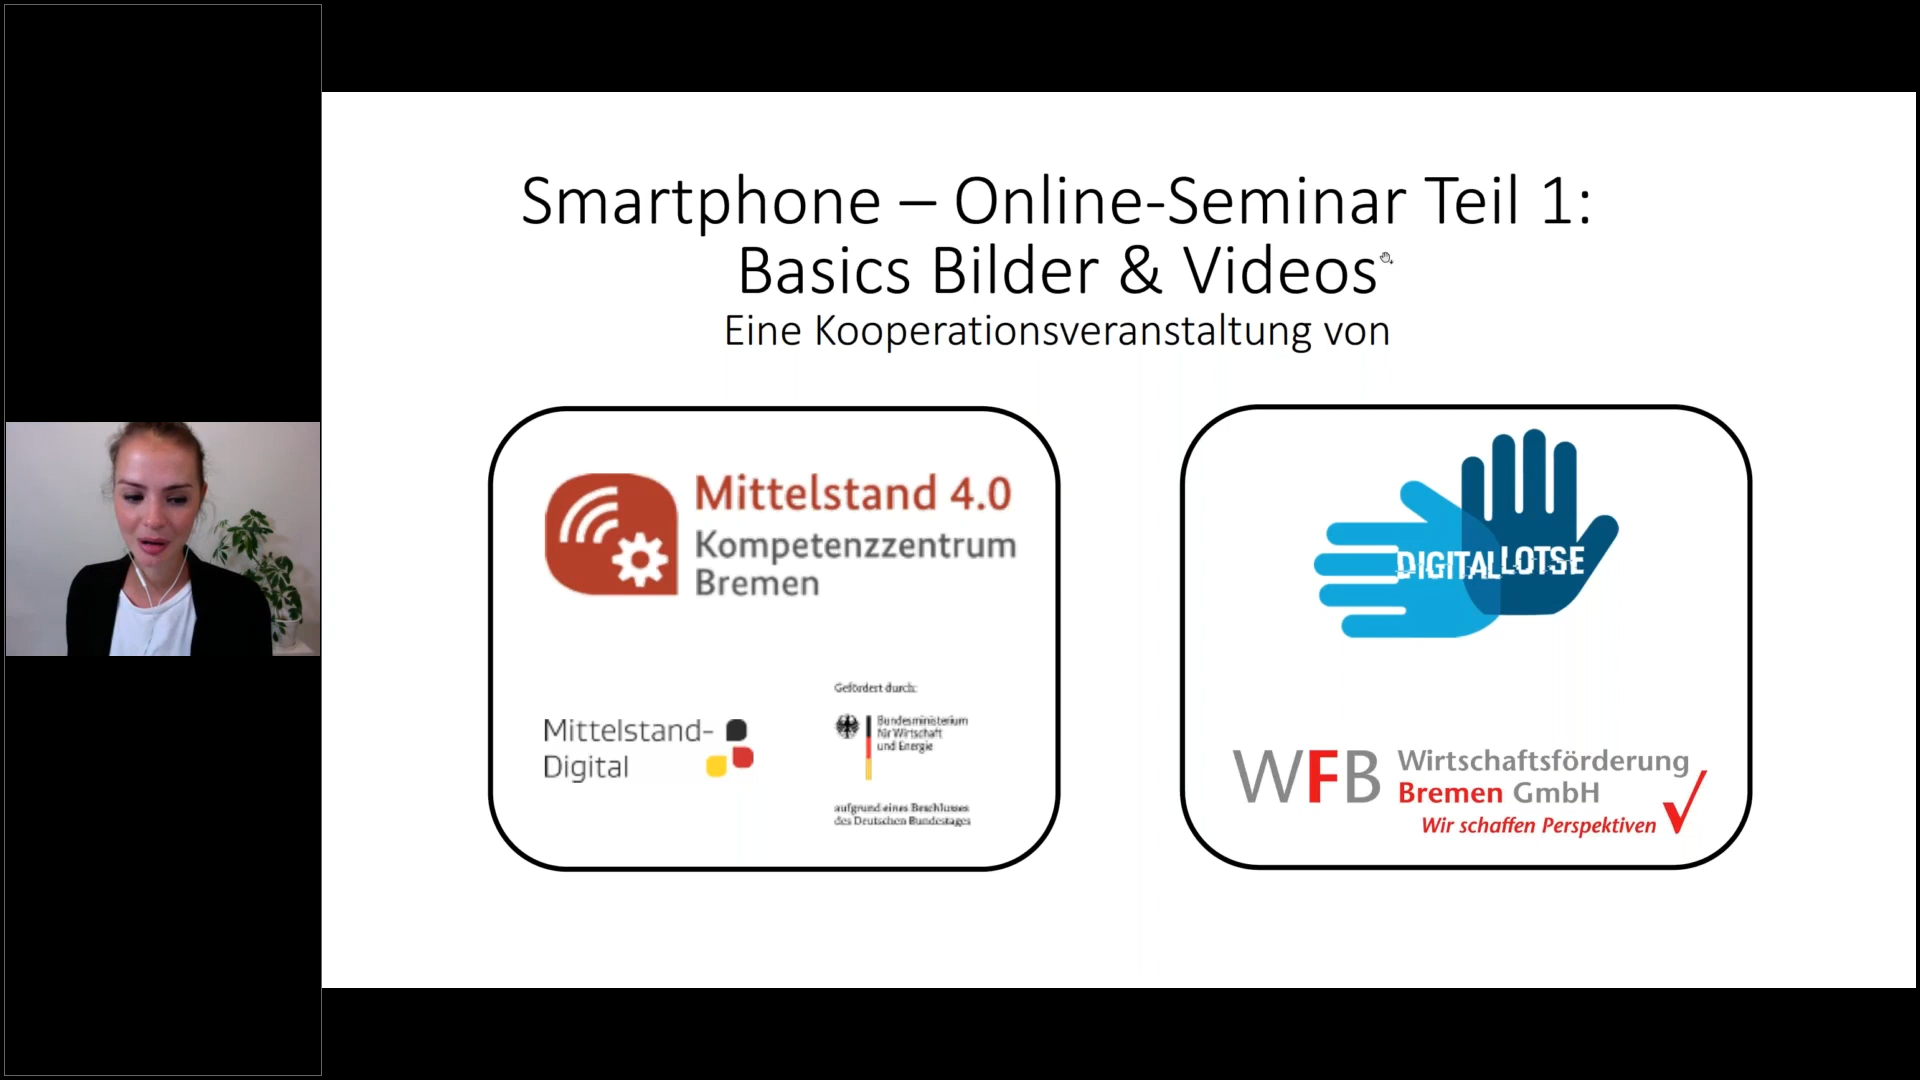 Smartphone – Online-Seminar Teil 1:
Basics Bilder & Videos
Eine Kooperationsveranstaltung von
Mittelstand 4.0
Kompetenzzentrum
Bremen
Mittelstand-
Digital
Gefördert durch:
Bundesministerium
für Wirtschaft
und Energie
aufgrund eines Beschlusses
des Deutschen Bundestages
DIGITALLOTSE
WFB Wirtschaftsförderung
Bremen GmbH
Wir schaffen Perspektiven